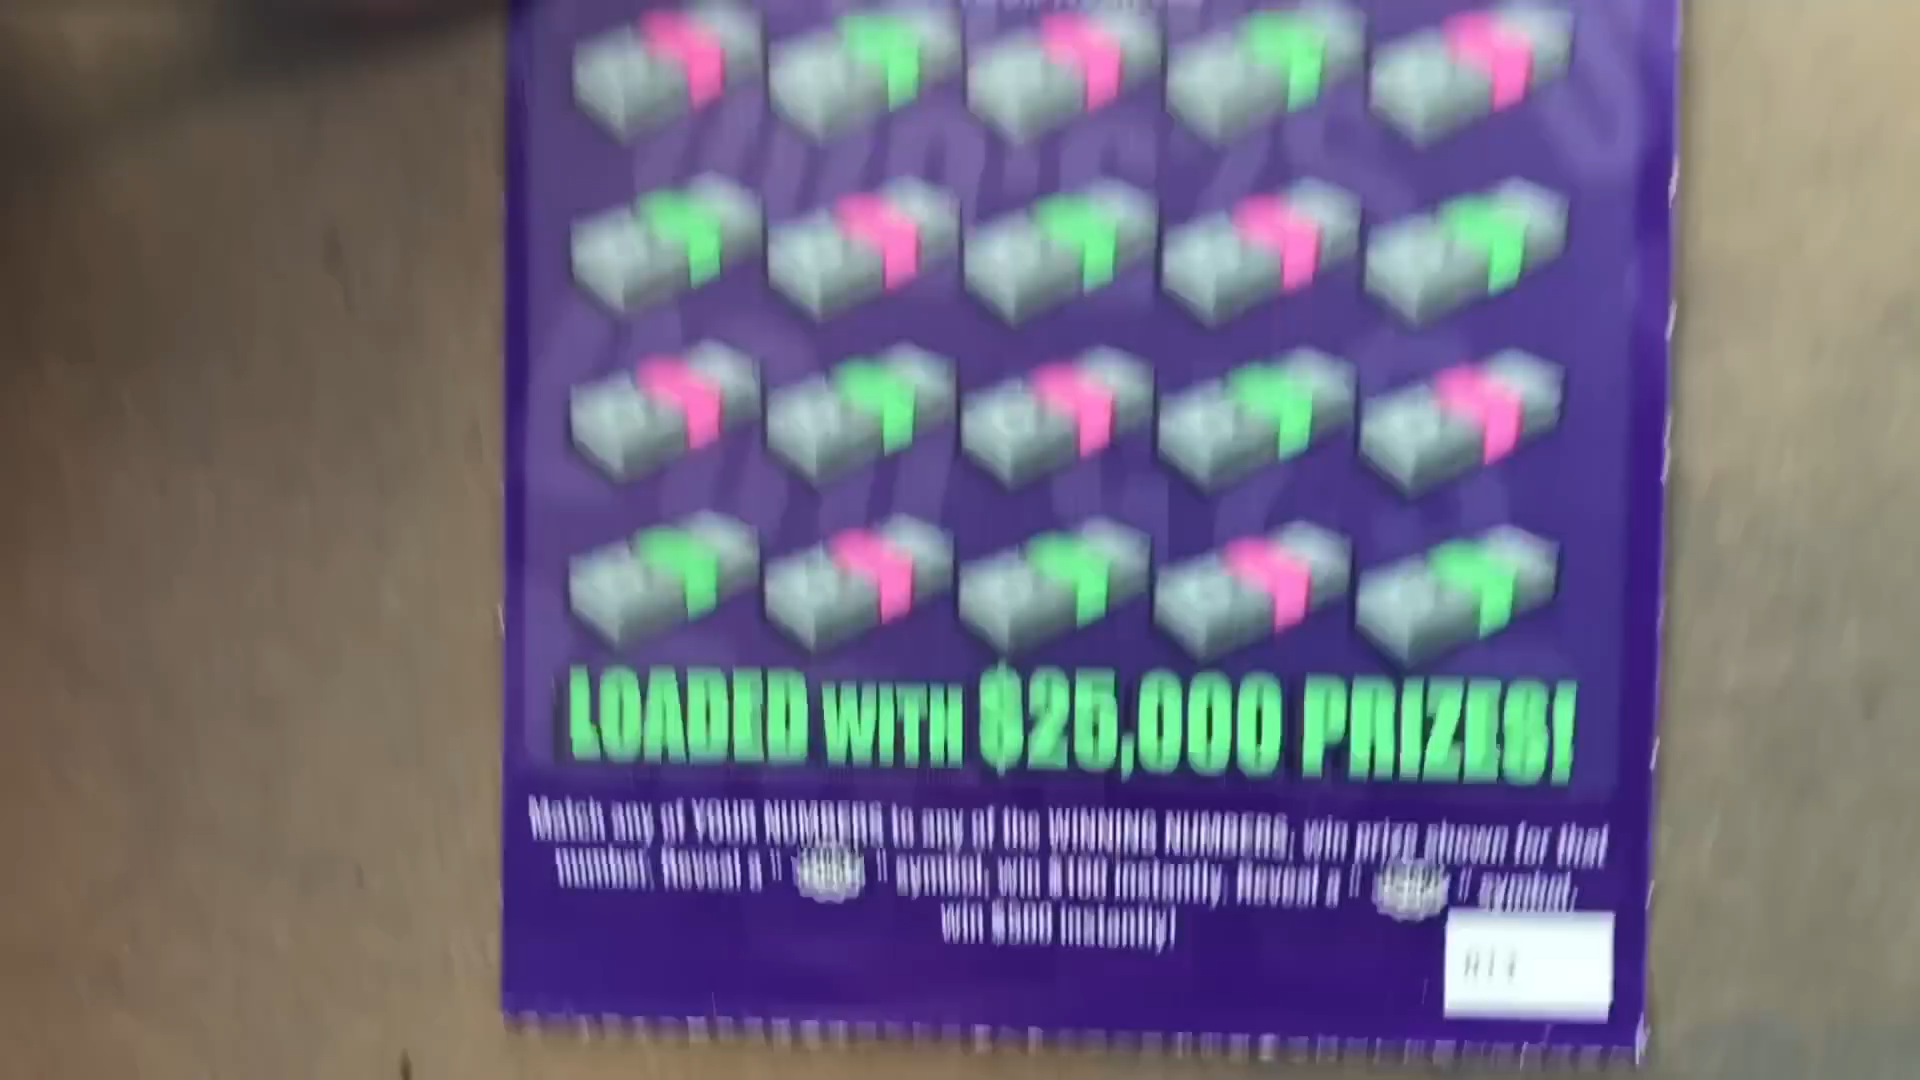 LOADED WITH $25,000 PRIZES!
Match any of YOUR NUMBERS to any of the WINNING NUMBERS, win prize shown for that
number. Reveal a " " symbol, win $100 instantly. Reveal a " " symbol,
win $500 instantly!